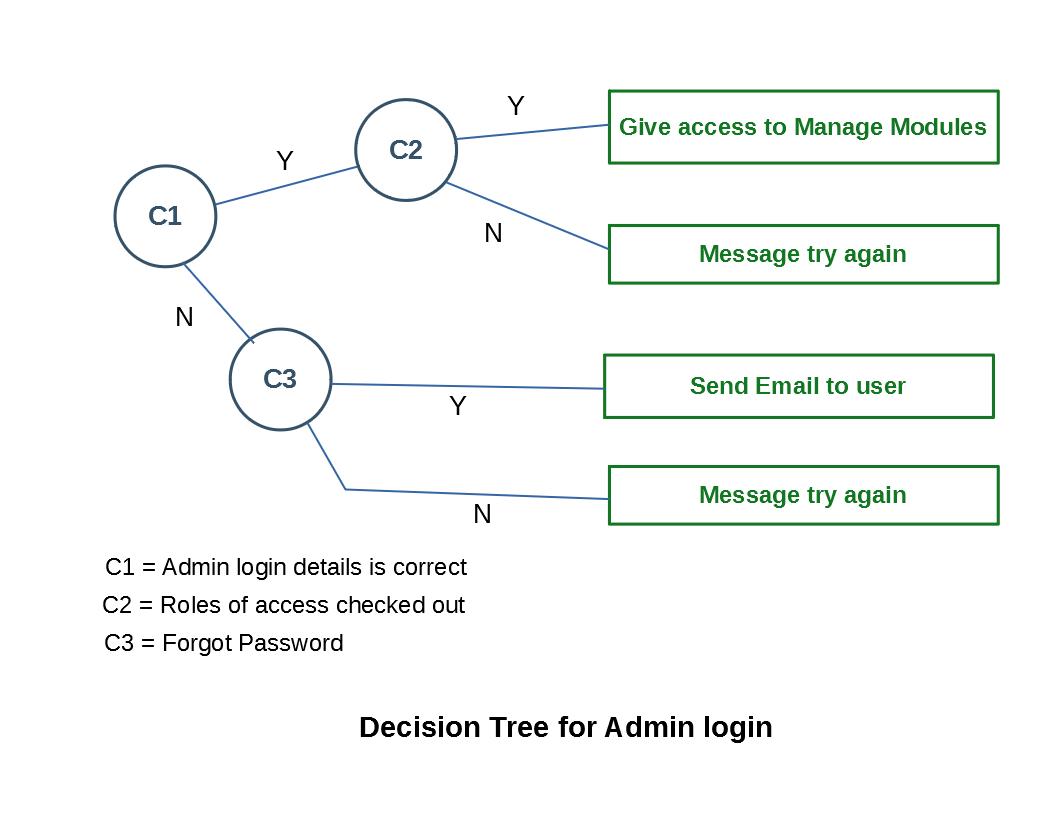 Y
Give access to Manage Modules
C2
Y
C1
N
Message try again
N
C3
Send Email to user
Y
Message try again
N
C1 = Admin login details is correct
C2 = Roles of access checked out
C3 = Forgot Password
Decision Tree for Admin login